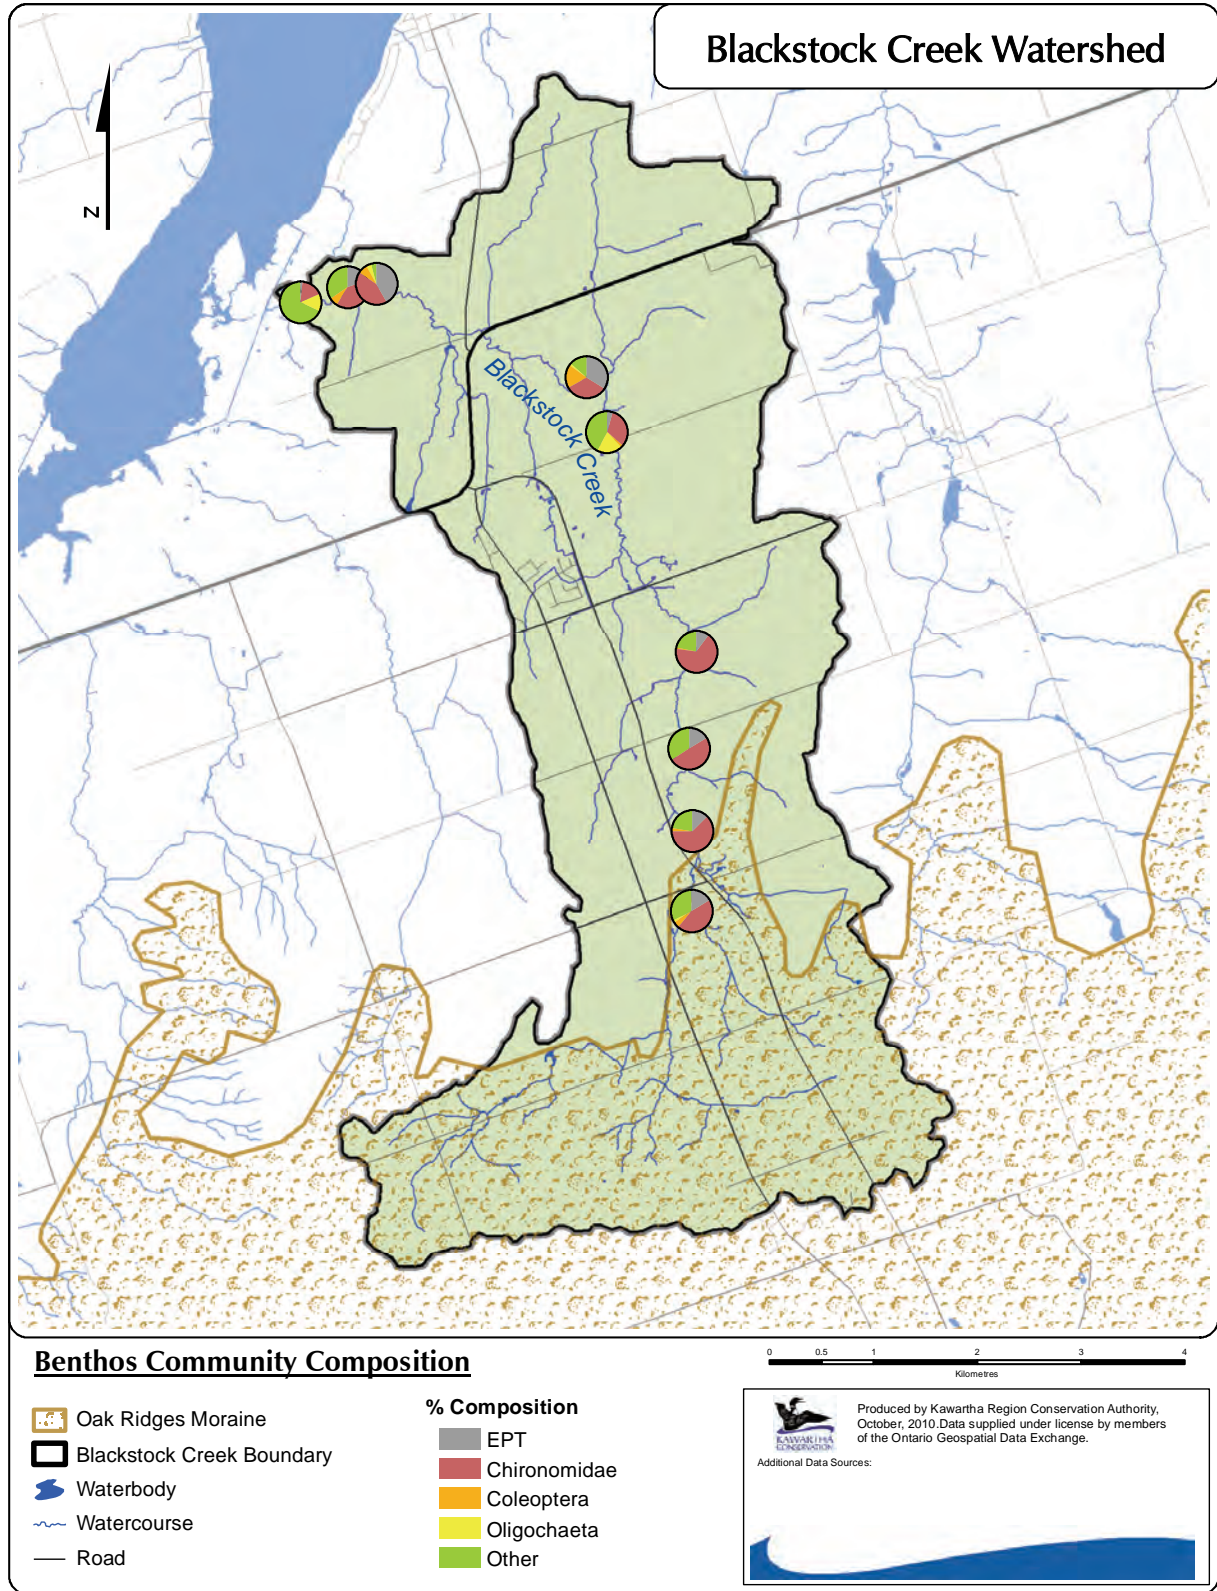 Blackstock Creek Watershed
N
Blackstock Creek
Benthos Community Composition
Oak Ridges Moraine
Blackstock Creek Boundary
Waterbody
Watercourse
Road
% Composition
EPT
Chironomidae
Coleoptera
Oligochaeta
Other
0 0.5 1 2 3 4
Kilometres
KAWARTHA
CONSERVATION
Produced by Kawartha Region Conservation Authority,
October, 2010.Data supplied under license by members
of the Ontario Geospatial Data Exchange.
Additional Data Sources: